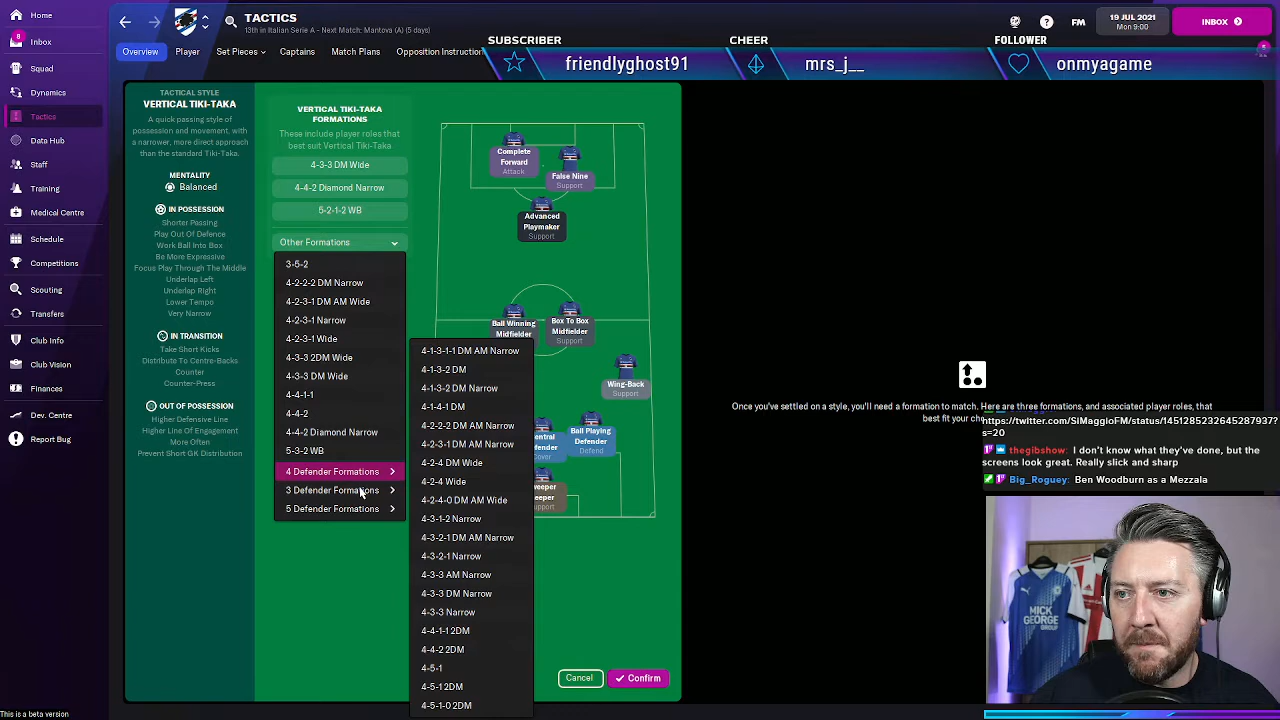 TACTICS
13th in Italian Serie A - Next Match: Mantova (A) (5 days)
FM
19 JUL 2021
Mon 9:00
INBOX
8
Inbox
Squad
Dynamics
Tactics
Data Hub
Staff
Training
Medical Centre
Schedule
Competitions
Scouting
Transfers
Club Info
Club Vision
Finances
Dev. Centre
Report Bug
This is a beta version
Overview
Player
Set Pieces
Captains
Match Plans
Opposition Instruction
SUBSCRIBER
friendlyghost91
CHEER
mrs_j__
FOLLOWER
onmyagame
TACTICAL STYLE
VERTICAL TIKI-TAKA
A quick passing style of
possession and movement, with
a narrower, more direct approach
than the standard Tiki-Taka.
MENTALITY
Balanced
IN POSSESSION
Shorter Passing
Play Out Of Defence
Work Ball Into Box
Be More Expressive
Focus Play Through The Middle
Underlap Left
Underlap Right
Lower Tempo
Very Narrow
IN TRANSITION
Take Short Kicks
Distribute To Centre-Backs
Counter
Counter-Press
OUT OF POSSESSION
Higher Defensive Line
Higher Line Of Engagement
More Often
Prevent Short GK Distribution
VERTICAL TIKI-TAKA
FORMATIONS
These include player roles that
best suit Vertical Tiki-Taka
4-3-3 DM Wide
4-4-2 Diamond Narrow
5-2-1-2 WB
Other Formations
3-5-2
4-2-2-2 DM Narrow
4-2-3-1 DM AM Wide
4-2-3-1 Narrow
4-2-3-1 Wide
4-3-3 2DM Wide
4-3-3 DM Wide
4-4-1-1
4-4-2
4-4-2 Diamond Narrow
5-3-2 WB
4 Defender Formations
3 Defender Formations
5 Defender Formations
4-1-3-1-1 DM AM Narrow
4-1-3-2 DM
4-1-3-2 DM Narrow
4-1-4-1 DM
4-2-2-2 DM AM Narrow
4-2-3-1 DM AM Narrow
4-2-4 DM Wide
4-2-4 Wide
4-2-4-0 DM AM Wide
4-3-1-2 Narrow
4-3-2-1 DM AM Narrow
4-3-2-1 Narrow
4-3-3 AM Narrow
4-3-3 DM Narrow
4-3-3 Narrow
4-4-1-1 2DM
4-4-2 2DM
4-5-1
4-5-1 2DM
4-5-1-0 2DM
Complete
Forward
Attack
False Nine
Support
Advanced
Playmaker
Support
Ball Winning
Midfielder
Box To Box
Midfielder
Support
Wing-Back
Support
Ball Playing
Defender
Defend
Cover
Cancel
Confirm
Once you've settled on a style, you'll need a formation to match. Here are three formations, and associated player roles, that
best fit your
https://twitter.com/SIMaggioFM/status/1451285232645287937?
s=20
thegibshow: I don't know what they've done, but the
screens look great. Really slick and sharp
Big_Roguey: Ben Woodburn as a Mezzala
MICK
GEORGE
GROUP